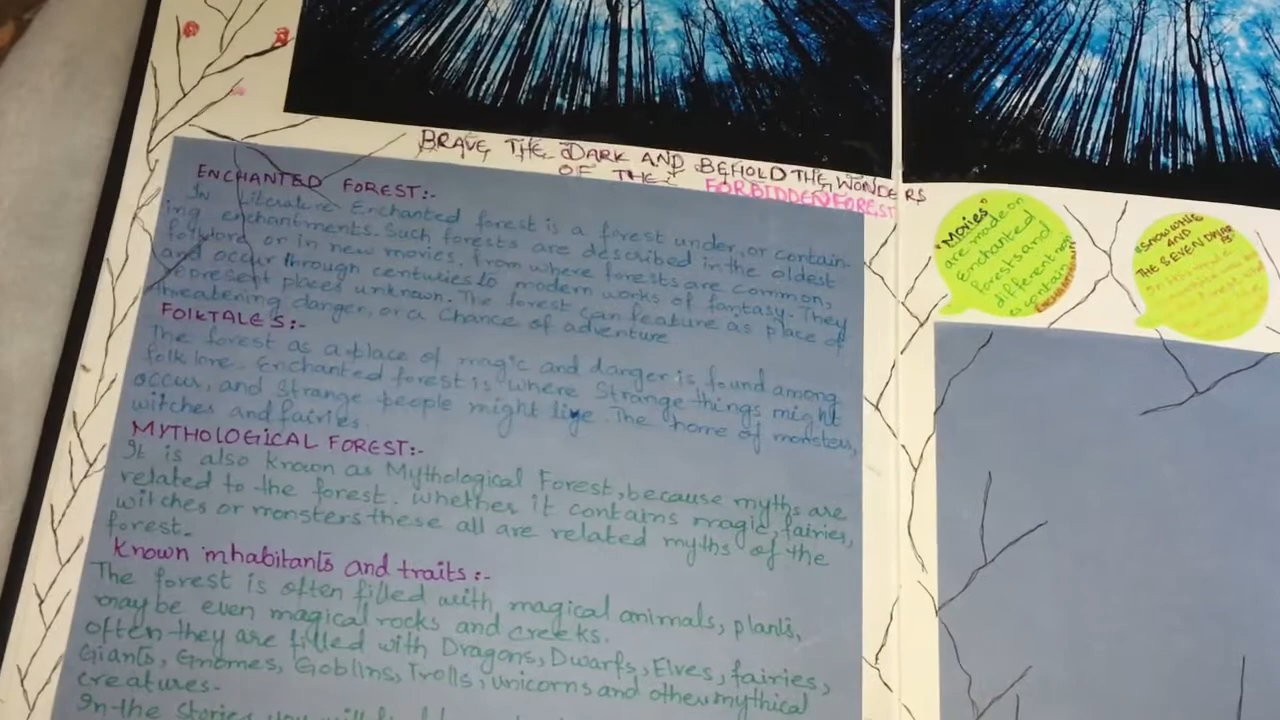 BRAVE THE DARK AND BEHOLD THE WONDERS
OF THE
FORBIDDEN FOREST
ENCHANTED FOREST:-
In Literature Enchanted forest is a forest under, or contain-
ing enchantments. Such forests are described in the oldest
folklore or in new movies, from where forests are common,
and occur through centuries to modern works of fantasy. They
represent places unknown. The forest can feature as place of
threatening danger, or a chance of adventure
FOLKTALES:-
The forest as a place of magic and danger is found among
folk lore. Enchanted forest is where Strange things might
occur, and Strange people might live. The home of monsters,
witches and fairies.
MYTHOLOGICAL FOREST:-
It is also known as Mythological Forest, because myths are
related to the forest. Whether it contains magic, fairies,
witches or monsters these all are related myths of the
forest.
Known inhabitants and traits:-
The forest is often filled with magical animals, plants,
maybe even magical rocks and creeks.
often they are filled with Dragons, Dwarfs, Elves, fairies,
Giants, Gnomes, Goblins, Trolls, unicorns and other mythical
creatures.
In the Stories you will
"Movies"
are made on
Enchanted
forests and
different
SNOW WHITE
AND
THE SEVEN